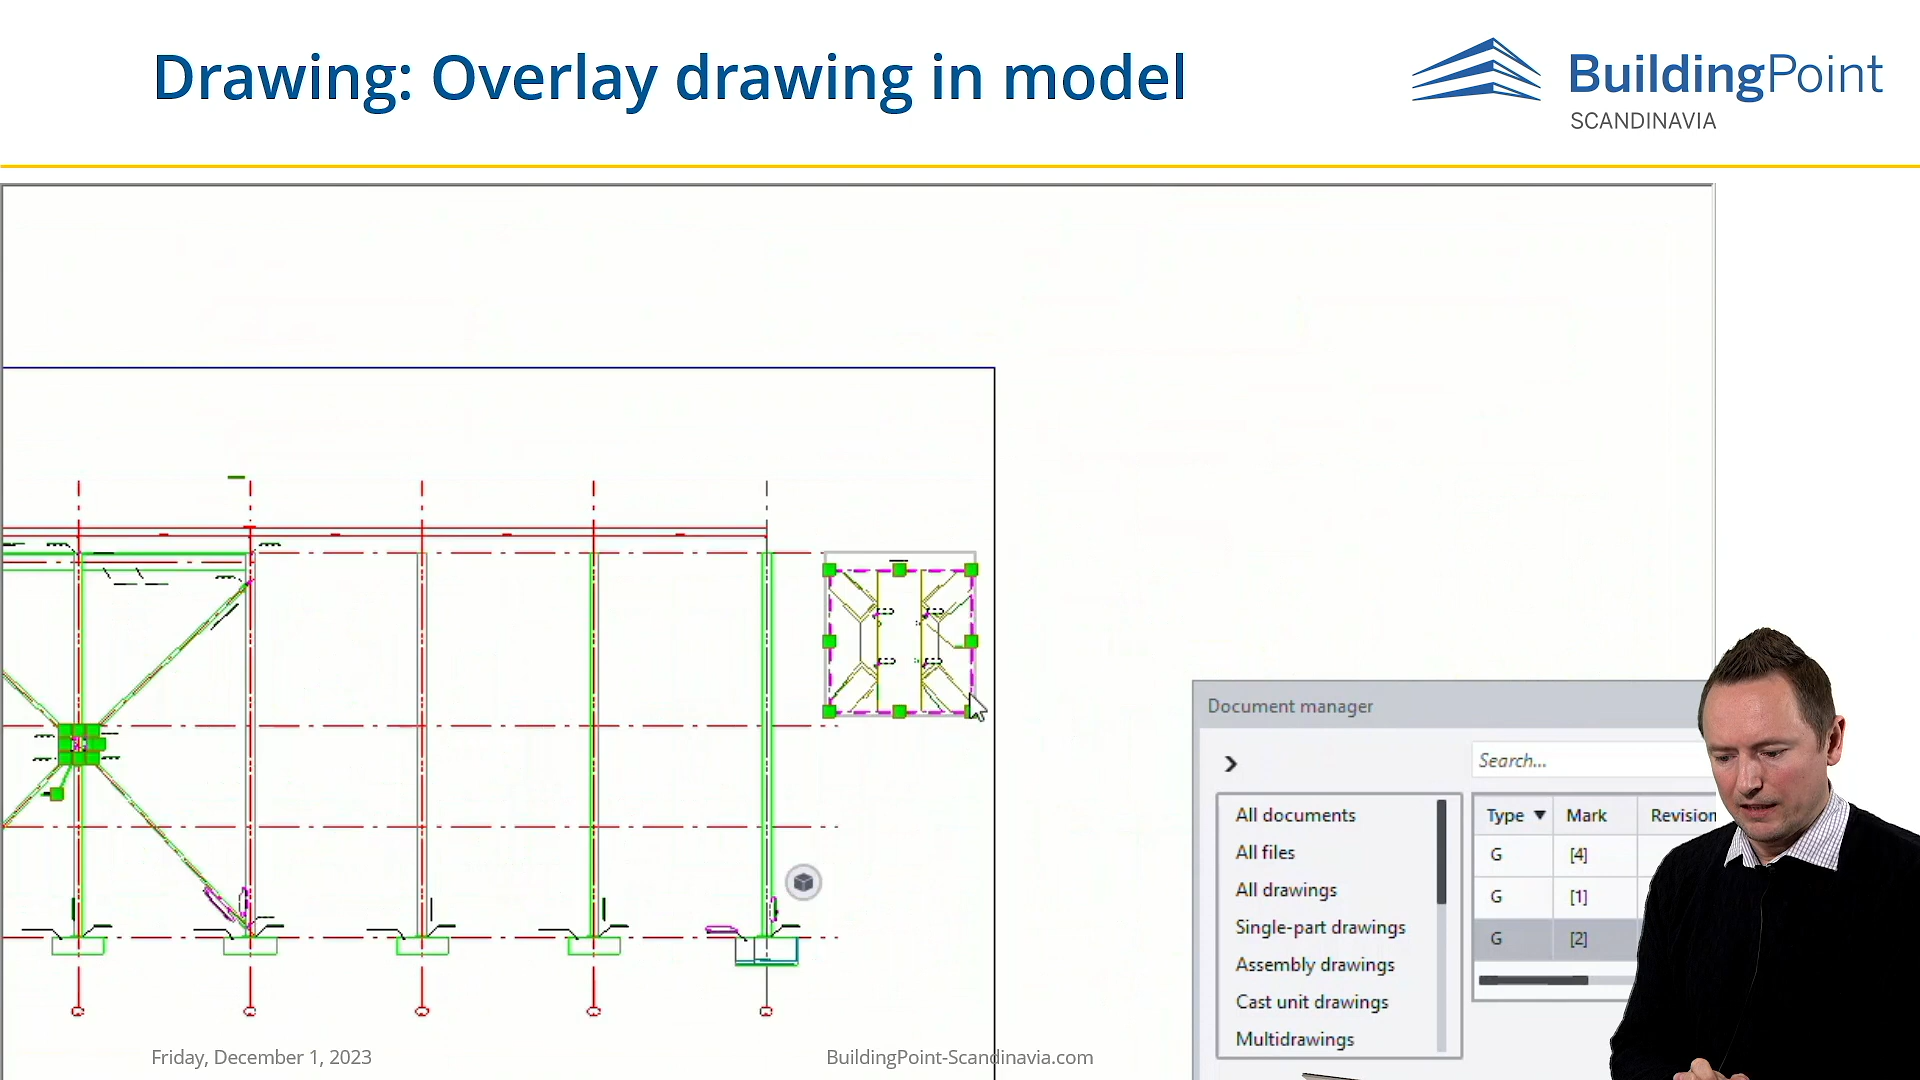 Drawing: Overlay drawing in model
BuildingPoint
SCANDINAVIA
Document manager
Search...
All documents
All files
All drawings
Single-part drawings
Assembly drawings
Cast unit drawings
Multidrawings
Type Mark Revision
G [4]
G [1]
G [2]
Friday, December 1, 2023
BuildingPoint-Scandinavia.com